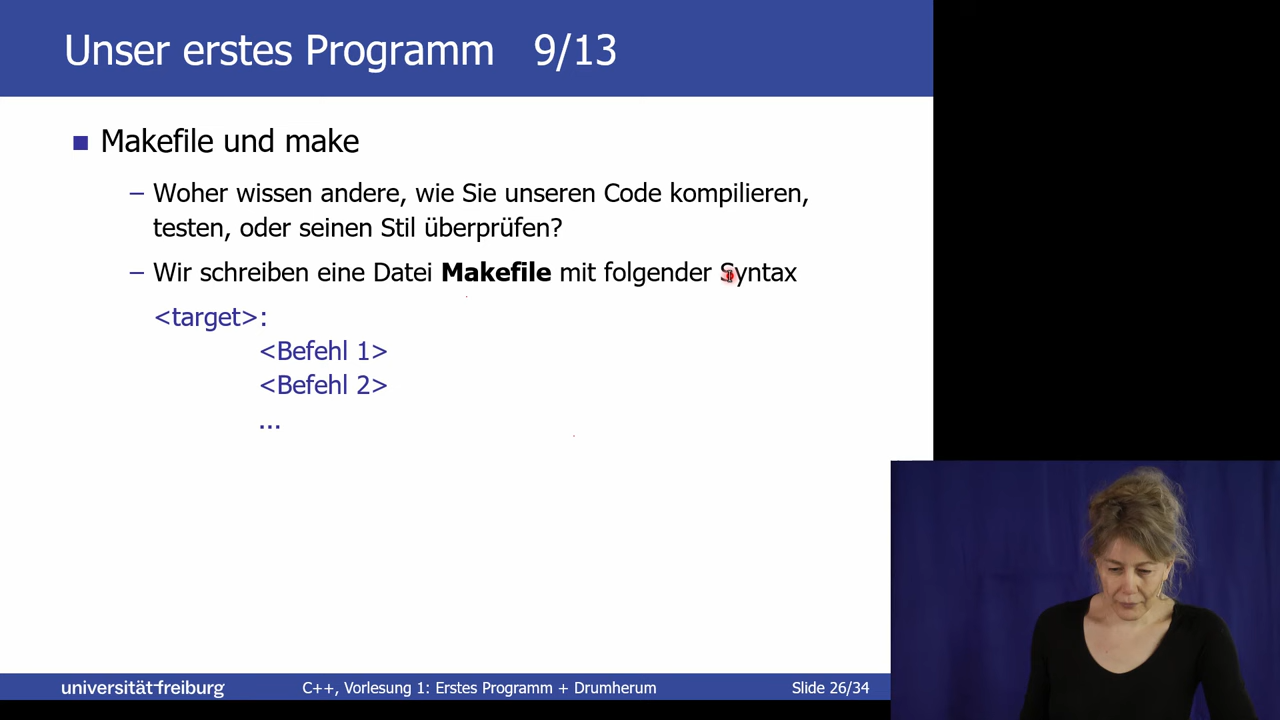 Unser erstes Programm 9/13
Makefile und make
– Woher wissen andere, wie Sie unseren Code kompilieren,
testen, oder seinen Stil überprüfen?
– Wir schreiben eine Datei Makefile mit folgender Syntax
<target>:
<Befehl 1>
<Befehl 2>
...
universität freiburg
C++, Vorlesung 1: Erstes Programm + Drumherum
Slide 26/34